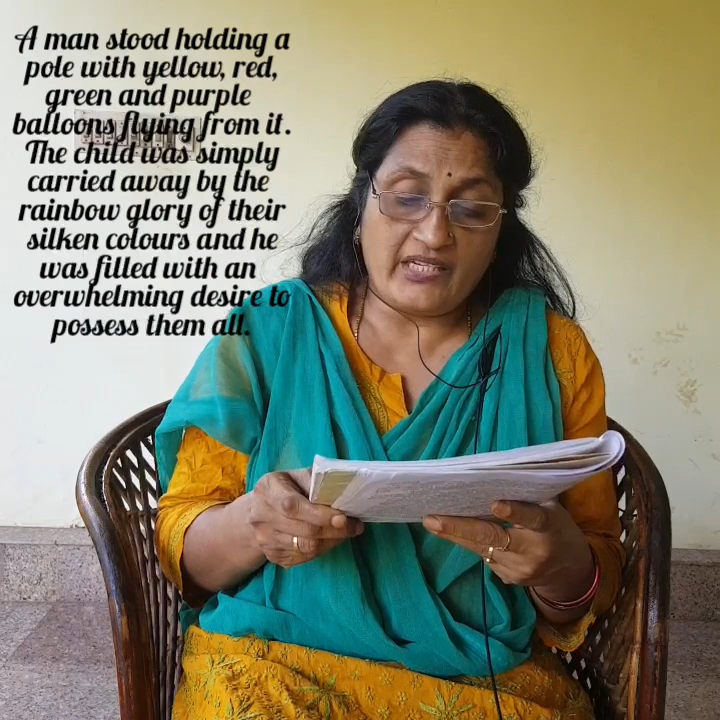 A man stood holding a
pole with yellow, red,
green and purple
balloons flying from it.
The child was simply
carried away by the
rainbow glory of their
silken colours and he
was filled with an
overwhelming desire to
possess them all.